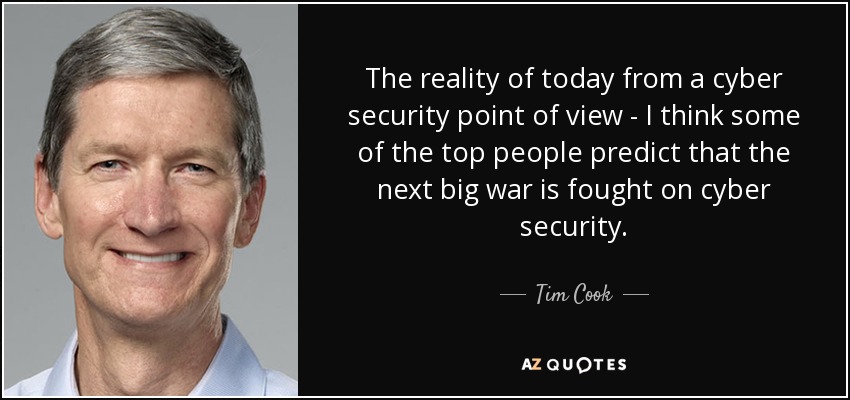 The reality of today from a cyber
security point of view - I think some
of the top people predict that the
next big war is fought on cyber
security.
Tim Cook
AZ QUOTES